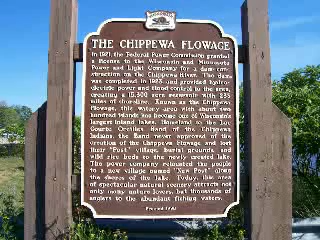 THE CHIPPEWA FLOWAGE
In 1921, the Federal Power Commission granted
a license to the Wisconsin and Minnesota
Power and Light Company for a dam con-
struction on the Chippewa River. The dam
was completed in 1923, and provided hydro-
electric power and flood control to the area,
creating a 15,300 acre reservoir with 233
miles of shoreline. Known as the Chippewa
Flowage, this watery area with about two
hundred islands has become one of Wisconsin's
largest inland lakes. Homeland to the Lac
Courte Oreilles Band of the Chippewa
Indians, the Band never approved of the
creation of the Chippewa Flowage and lost
their "Post" village, burial grounds, and
wild rice beds to the newly created lake.
The power company relocated the people
to a new village named "New Post" along
the shores of the lake. Today, this area
of spectacular natural scenery attracts not
only many nature lovers, but thousands of
anglers to the abundant fishing waters.
Erected